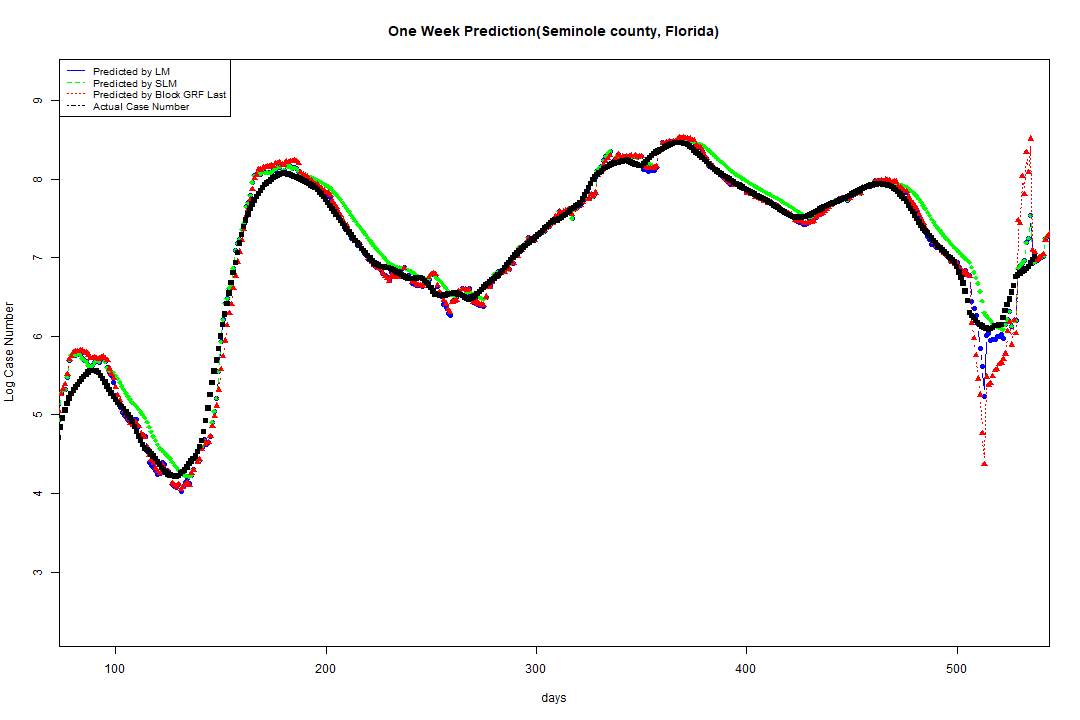 One Week Prediction(Seminole county, Florida)
Predicted by LM
Predicted by SLM
Predicted by Block GRF Last
Actual Case Number
9
8
7
6
5
4
3
Log Case Number
100 200 300 400 500
days